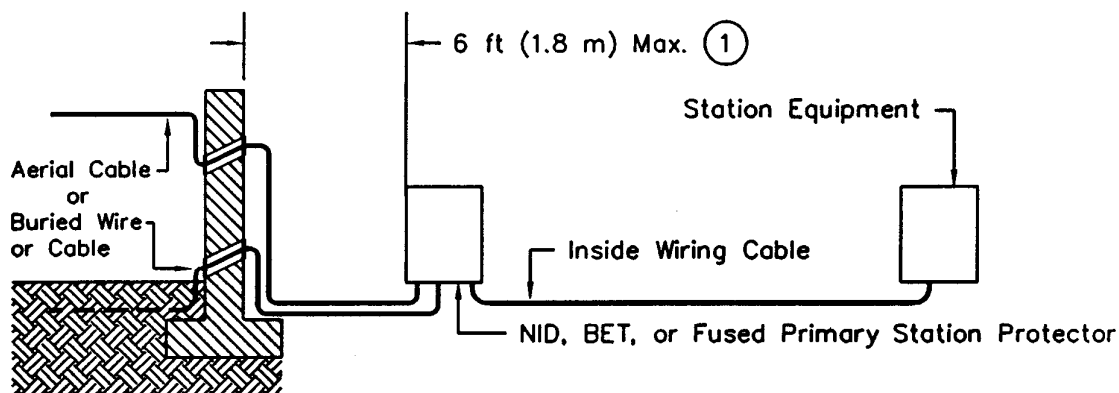 6 ft (1.8 m) Max. 1
Station Equipment
Aerial Cable
or
Buried Wire
or Cable
Inside Wiring Cable
NID, BET, or Fused Primary Station Protector